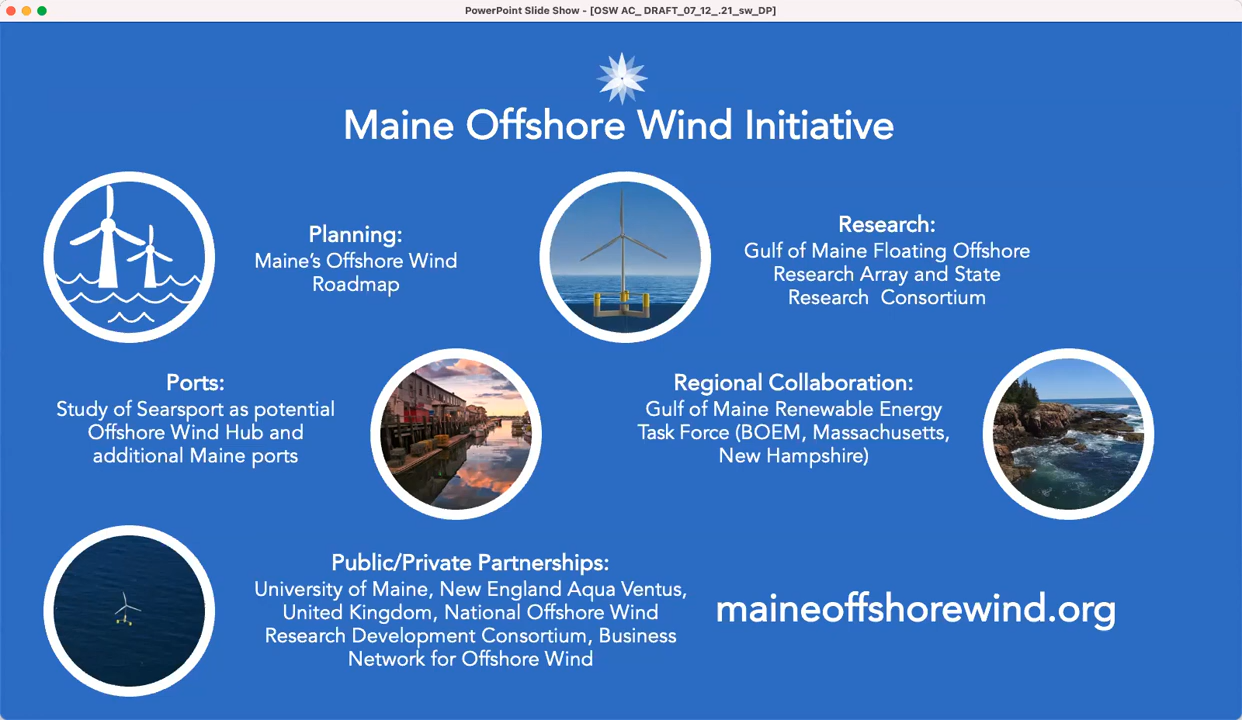 PowerPoint Slide Show - [OSW AC_ DRAFT_07_12_.21_sw_DP]
Maine Offshore Wind Initiative
Planning:
Maine's Offshore Wind
Roadmap
Research:
Gulf of Maine Floating Offshore
Research Array and State
Research  Consortium
Ports:
Study of Searsport as potential
Offshore Wind Hub and
additional Maine ports
Regional Collaboration:
Gulf of Maine Renewable Energy
Task Force (BOEM, Massachusetts,
New Hampshire)
Public/Private Partnerships:
University of Maine, New England Aqua Ventus,
United Kingdom, National Offshore Wind
Research Development Consortium, Business
Network for Offshore Wind
maineoffshorewind.org